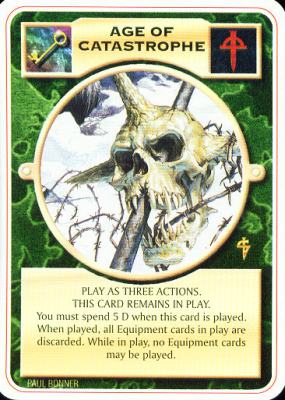 AGE OF
CATASTROPHE
PLAY AS THREE ACTIONS.
THIS CARD REMAINS IN PLAY.
You must spend 5 D when this card is played.
When played, all Equipment cards in play are
discarded. While in play, no Equipment cards
may be played.
PAUL BONNER